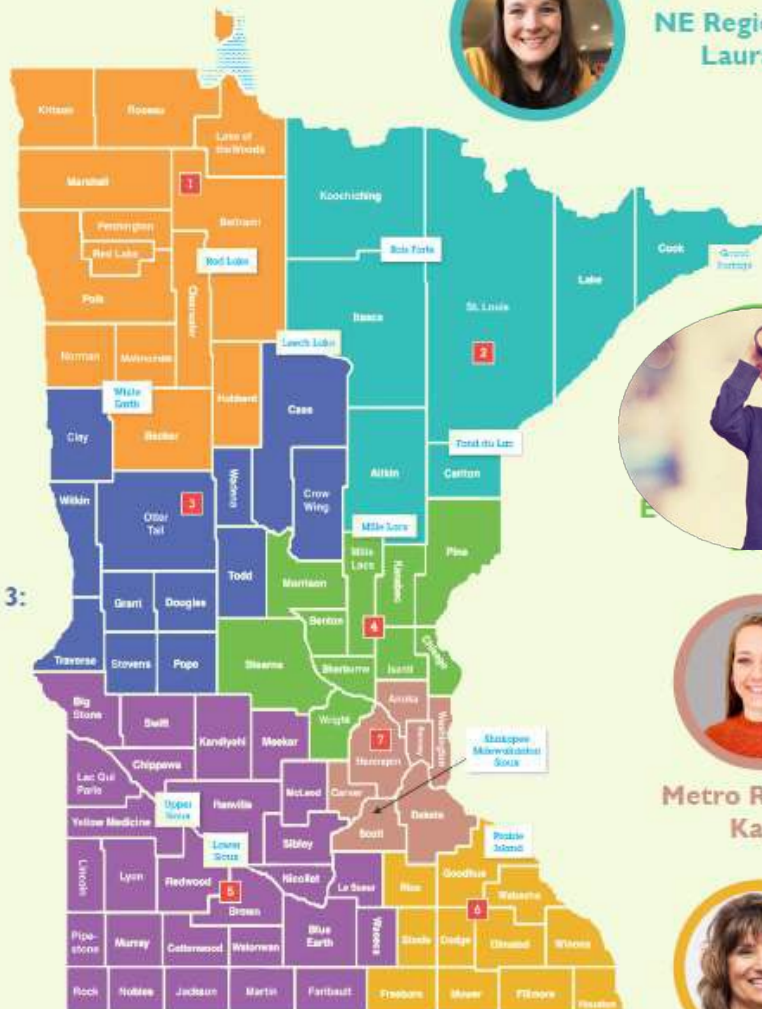 NE Regi
Laur
Kittson
Roseau
Lake of
the Woods
Koochiching
Marshall
1
Beltrami
Pennington
Red Lake
Red Lake
Bois Forte
Cook
Grand
Portage
Lake
Polk
Clearwater
Itasca
St. Louis
2
Leech Lake
Norman
Mahnomen
Hubbard
White
Earth
Cass
Clay
Becker
Fond du Lac
Aitkin
Carlton
Wilkin
Otter
Tail
3
Wadena
Crow
Wing
E
Mille Lacs
Mille
Lacs
Kanabec
Pine
3:
Grant
Douglas
Todd
Morrison
Benton
4
Traverse
Stevens
Pope
Stearns
Sherburne
Isanti
Chisago
Big
Stone
Swift
Kandiyohi
Meeker
Wright
Anoka
Washington
7
Ramsey
Hennepin
Shakopee
Mdewakanton
Sioux
Chippewa
Lac Qui
Parle
McLeod
Carver
Metro R
Ka
Upper
Sioux
Renville
Dakota
Yellow Medicine
Scott
Sibley
Prairie
Island
Lower
Sioux
Lincoln
Lyon
Redwood
5
Nicollet
Le Sueur
Rice
Goodhue
Wabasha
Brown
6
Pipe-
stone
Murray
Cottonwood
Watonwan
Blue
Earth
Waseca
Steele
Dodge
Olmsted
Winona
Rock
Nobles
Jackson
Martin
Faribault
Freeborn
Mower
Fillmore
Houston